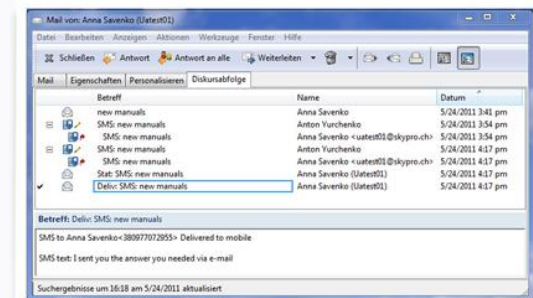 Mail von: Anna Savenko (Uatest01)
Datei Bearbeiten Anzeigen Aktionen Werkzeuge Fenster Hilfe
Schließen Antwort Antwort an alle Weiterleiten
Mail Eigenschaften Personalisieren Diskursabfolge
Betreff Name Datum
new manuals Anna Savenko 5/24/2011 3:41 pm
SMS: new manuals Anton Yurchenko 5/24/2011 3:54 pm
SMS: new manuals Anna Savenko <uatest01@skypro.ch> 5/24/2011 3:54 pm
SMS: new manuals Anton Yurchenko 5/24/2011 4:17 pm
SMS: new manuals Anna Savenko <uatest01@skypro.ch> 5/24/2011 4:17 pm
Stat: SMS: new manuals Anna Savenko (Uatest01) 5/24/2011 4:17 pm
Deliv: SMS: new manuals Anna Savenko (Uatest01) 5/24/2011 4:17 pm
Betreff: Deliv: SMS: new manuals
SMS to Anna Savenko<380977072955> Delivered to mobile
SMS text: I sent you the answer you needed via e-mail
Suchergebnisse um 16:18 am 5/24/2011 aktualisiert